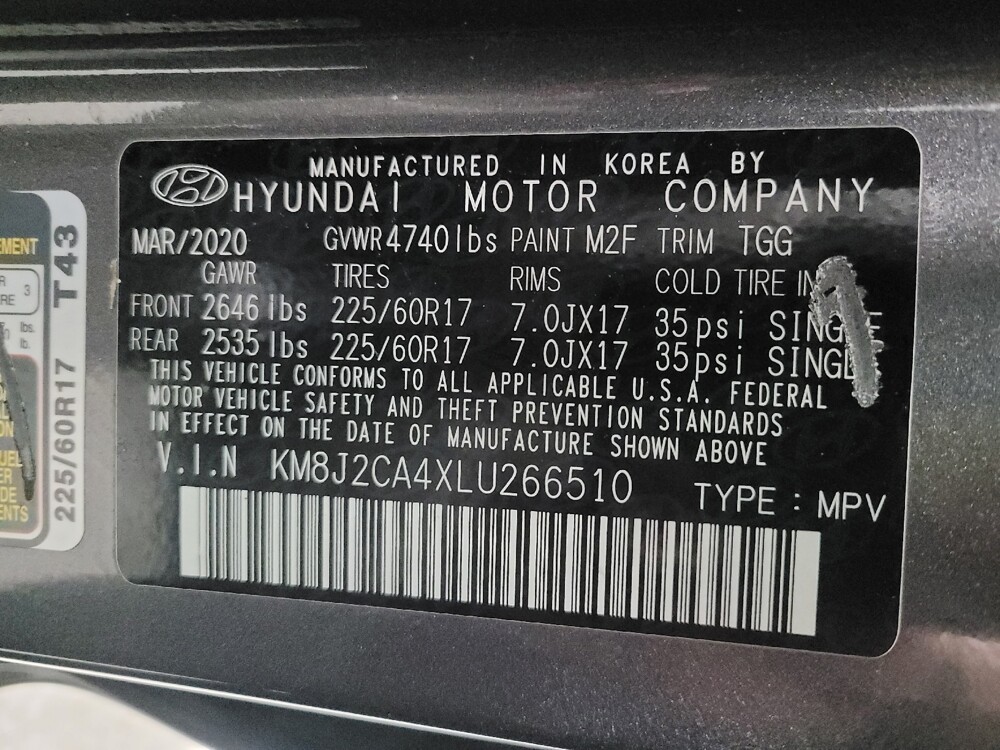 MANUFACTURED IN KOREA BY
HYUNDAI MOTOR COMPANY
MAR/2020 GVWR 4740lbs PAINT M2F TRIM TGG
GAWR TIRES RIMS COLD TIRE
FRONT 2646 lbs 225/60R17 7.0JX17 35psi SINGLE
REAR 2535 lbs 225/60R17 7.0JX17 35psi SINGLE
THIS VEHICLE CONFORMS TO ALL APPLICABLE U.S.A. FEDERAL
MOTOR VEHICLE SAFETY AND THEFT PREVENTION STANDARDS
IN EFFECT ON THE DATE OF MANUFACTURE SHOWN ABOVE
V.I.N KM8J2CA4XLU266510
TYPE : MPV
225/60R17 T43
3
lbs.
lb.